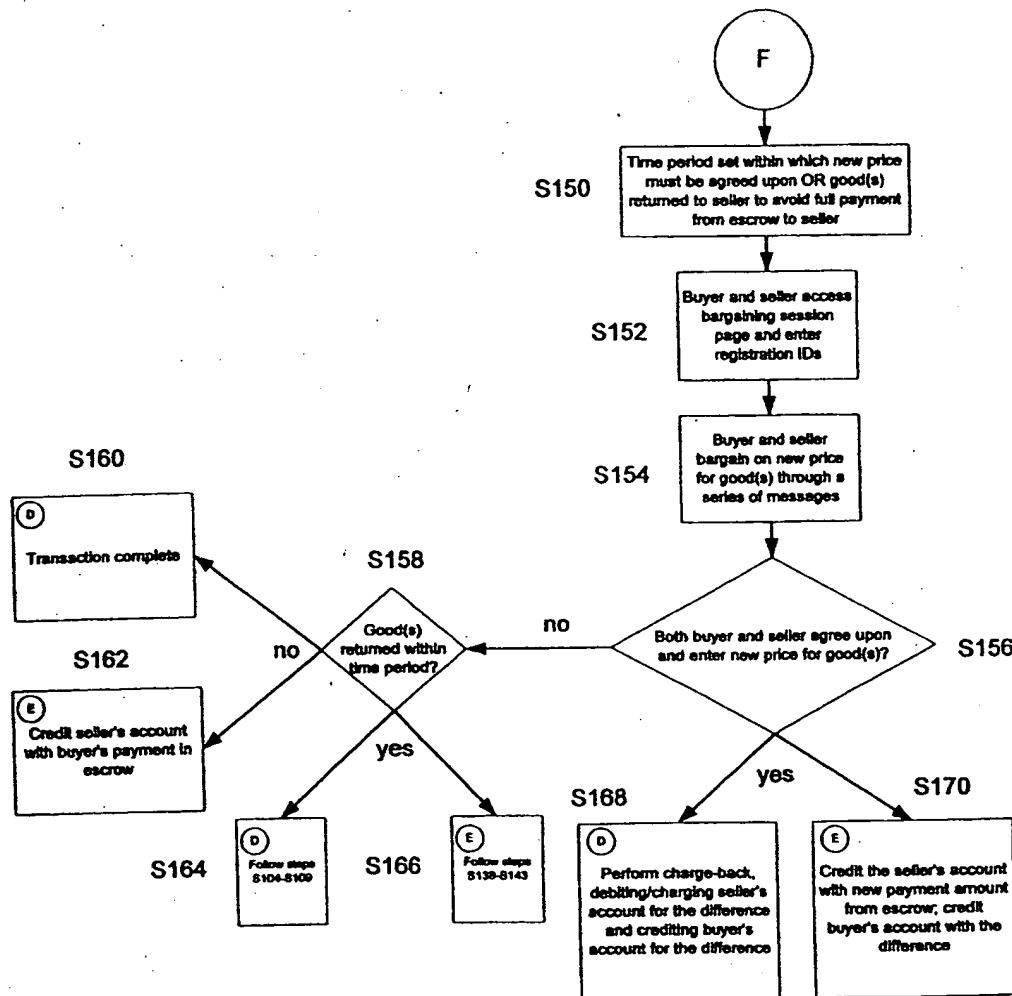 F
S150
Time period set within which new price
must be agreed upon OR good(s)
returned to seller to avoid full payment
from escrow to seller
S152
Buyer and seller access
bargaining session
page and enter
registration IDs
S154
Buyer and seller
bargain on new price
for good(s) through a
series of messages
S156
Both buyer and seller agree upon
and enter new price for good(s)?
no
yes
S158
Good(s)
returned within
time period?
no
yes
S160
D
Transaction complete
S162
E
Credit seller's account
with buyer's payment in
escrow
S164
D
Follow steps
S104-S109
S166
E
Follow steps
S138-S143
S168
D
Perform charge-back,
debiting/charging seller's
account for the difference
and crediting buyer's
account for the difference
S170
E
Credit the seller's account
with new payment amount
from escrow; credit
buyer's account with the
difference